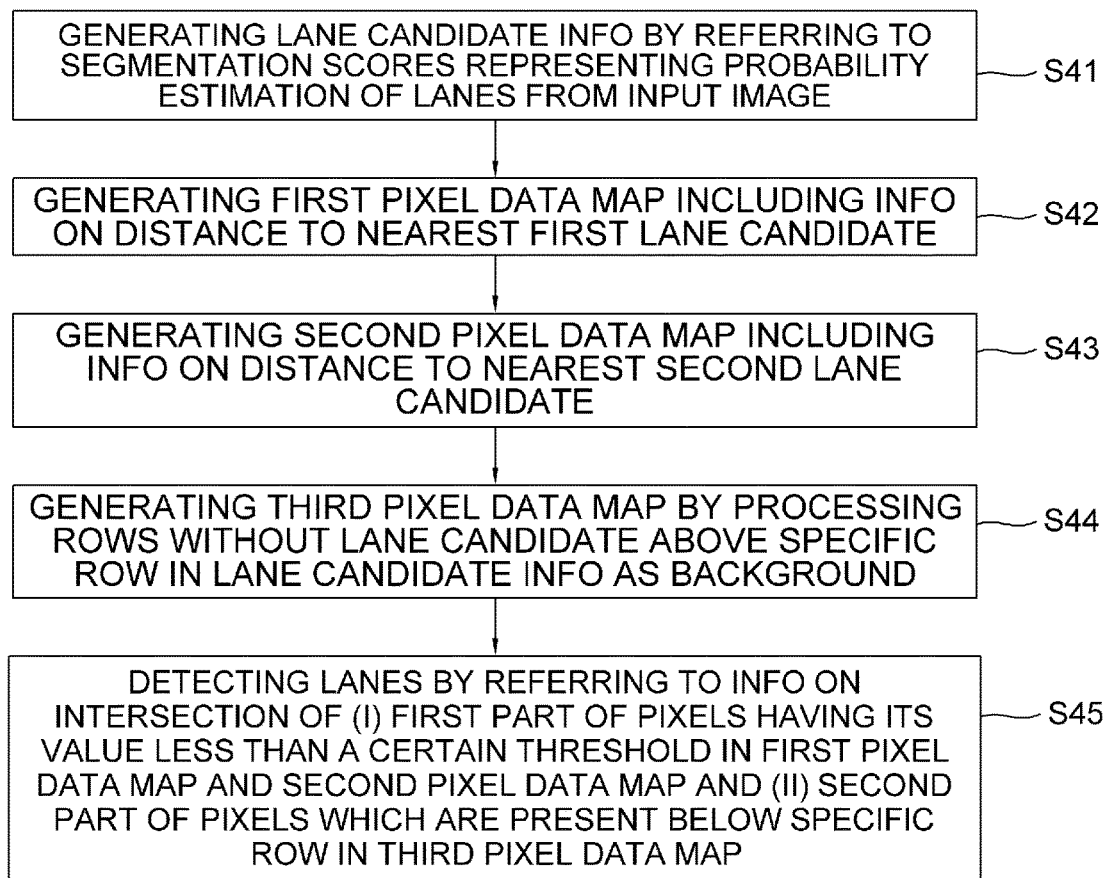 GENERATING LANE CANDIDATE INFO BY REFERRING TO
SEGMENTATION SCORES REPRESENTING PROBABILITY
ESTIMATION OF LANES FROM INPUT IMAGE
S41
GENERATING FIRST PIXEL DATA MAP INCLUDING INFO
ON DISTANCE TO NEAREST FIRST LANE CANDIDATE
S42
GENERATING SECOND PIXEL DATA MAP INCLUDING
INFO ON DISTANCE TO NEAREST SECOND LANE
CANDIDATE
S43
GENERATING THIRD PIXEL DATA MAP BY PROCESSING
ROWS WITHOUT LANE CANDIDATE ABOVE SPECIFIC
ROW IN LANE CANDIDATE INFO AS BACKGROUND
S44
DETECTING LANES BY REFERRING TO INFO ON
INTERSECTION OF (I) FIRST PART OF PIXELS HAVING ITS
VALUE LESS THAN A CERTAIN THRESHOLD IN FIRST PIXEL
DATA MAP AND SECOND PIXEL DATA MAP AND (II) SECOND
PART OF PIXELS WHICH ARE PRESENT BELOW SPECIFIC
ROW IN THIRD PIXEL DATA MAP
S45